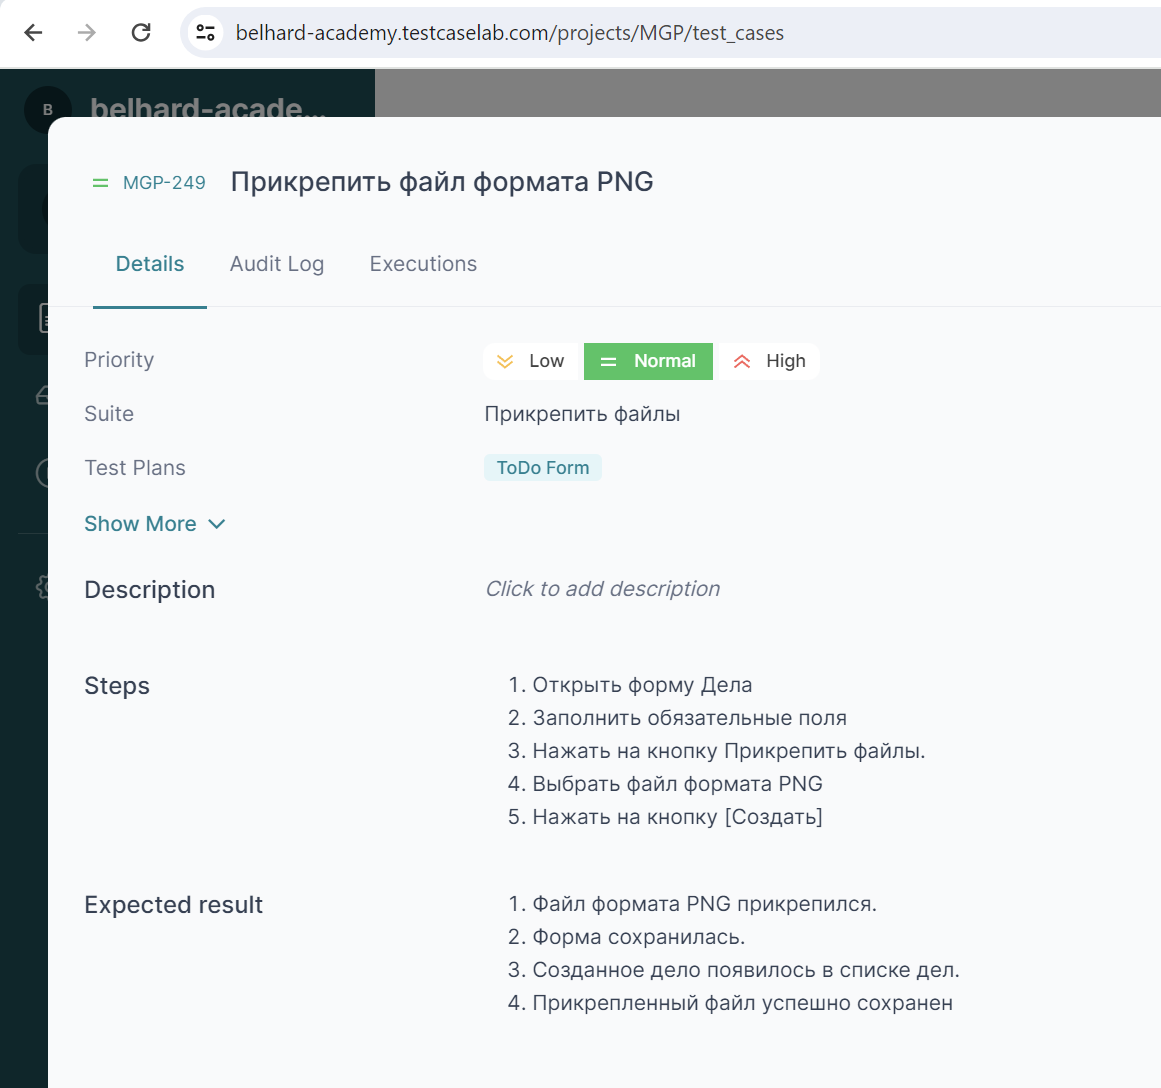 belhard-academy.testcaselab.com/projects/MGP/test_cases
B belhard-acade...
MGP-249 Прикрепить файл формата PNG
Details Audit Log Executions
Priority Low Normal High
Suite Прикрепить файлы
Test Plans ToDo Form
Show More
Description Click to add description
Steps
1. Открыть форму Дела
2. Заполнить обязательные поля
3. Нажать на кнопку Прикрепить файлы.
4. Выбрать файл формата PNG
5. Нажать на кнопку [Создать]
Expected result
1. Файл формата PNG прикрепился.
2. Форма сохранилась.
3. Созданное дело появилось в списке дел.
4. Прикрепленный файл успешно сохранен